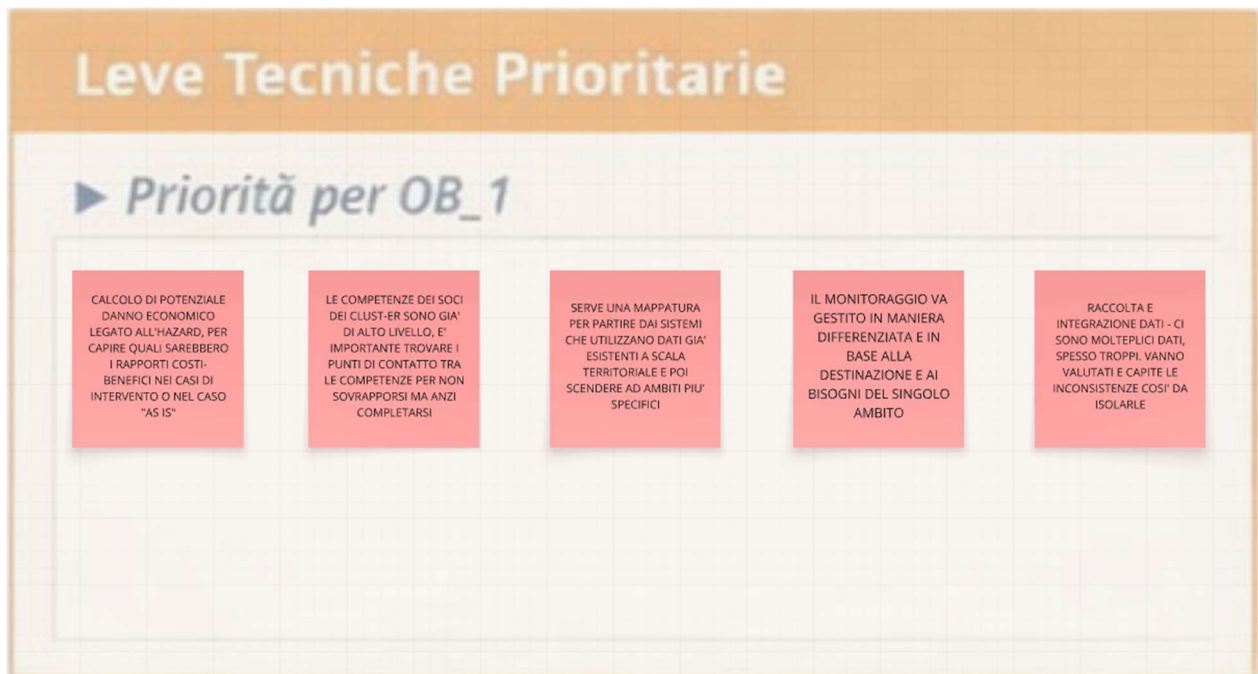 Leve Tecniche Prioritarie
▶ Priorità per OB_1
CALCOLO DI POTENZIALE
DANNO ECONOMICO
LEGATO ALL'HAZARD, PER
CAPIRE QUALI SAREBBERO
I RAPPORTI COSTI-
BENEFICI NEI CASI DI
INTERVENTO O NEL CASO
"AS IS"
LE COMPETENZE DEI SOCI
DEI CLUST-ER SONO GIA'
DI ALTO LIVELLO, E'
IMPORTANTE TROVARE I
PUNTI DI CONTATTO TRA
LE COMPETENZE PER NON
SOVRAPPORSI MA ANZI
COMPLETARSI
SERVE UNA MAPPATURA
PER PARTIRE DAI SISTEMI
CHE UTILIZZANO DATI GIA'
ESISTENTI A SCALA
TERRITORIALE E POI
SCENDERE AD AMBITI PIU'
SPECIFICI
IL MONITORAGGIO VA
GESTITO IN MANIERA
DIFFERENZIATA E IN
BASE ALLA
DESTINAZIONE E AI
BISOGNI DEL SINGOLO
AMBITO
RACCOLTA E
INTEGRAZIONE DATI - CI
SONO MOLTEPLICI DATI,
SPESSO TROPPI. VANNO
VALUTATI E CAPITE LE
INCONSISTENZE COSI' DA
ISOLARLE